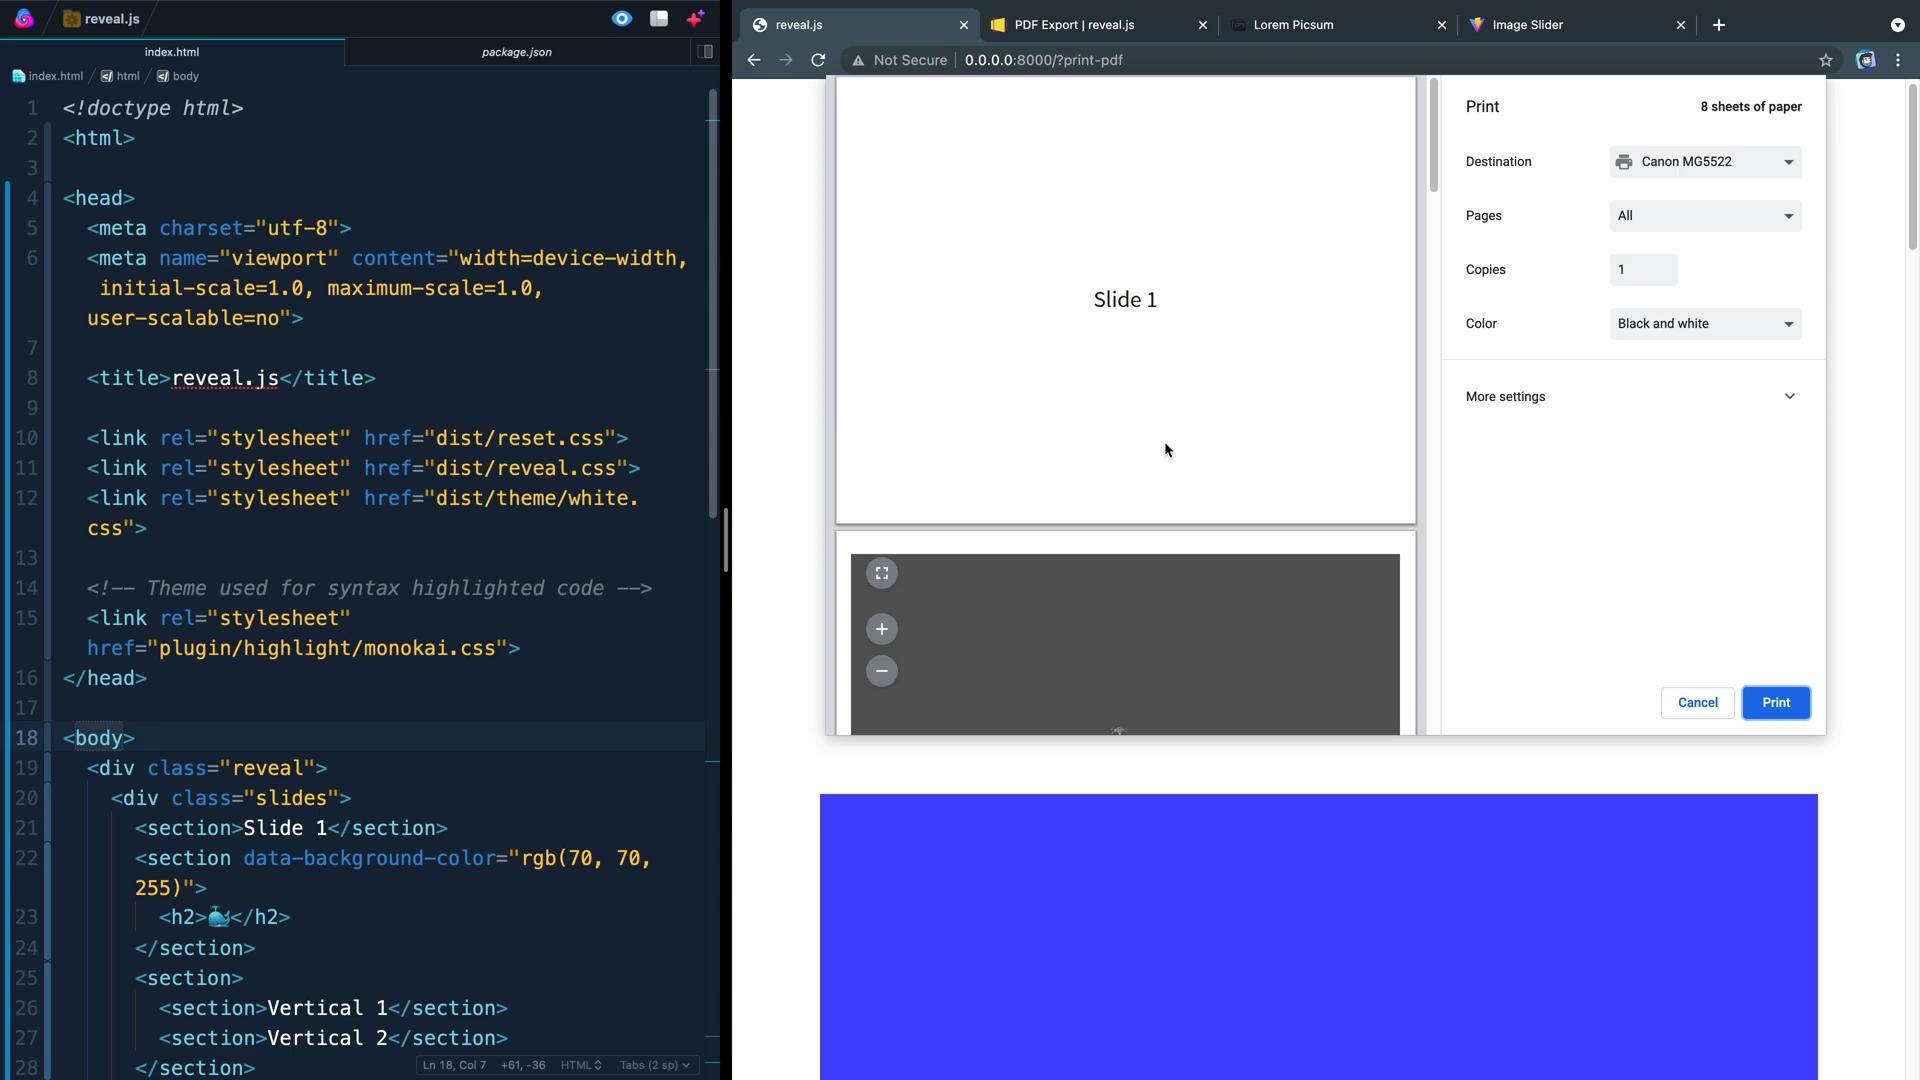 reveal.js
index.html
package.json
index.html / html / body
1 <!doctype html>
2 <html>
3
4 <head>
5 <meta charset="utf-8">
6 <meta name="viewport" content="width=device-width,
initial-scale=1.0, maximum-scale=1.0,
user-scalable=no">
7
8 <title>reveal.js</title>
9
10 <link rel="stylesheet" href="dist/reset.css">
11 <link rel="stylesheet" href="dist/reveal.css">
12 <link rel="stylesheet" href="dist/theme/white.
css">
13
14 <!-- Theme used for syntax highlighted code -->
15 <link rel="stylesheet"
href="plugin/highlight/monokai.css">
16 </head>
17
18 <body>
19 <div class="reveal">
20 <div class="slides">
21 <section>Slide 1</section>
22 <section data-background-color="rgb(70, 70,
255)">
23 <h2>🐳</h2>
24 </section>
25 <section>
26 <section>Vertical 1</section>
27 <section>Vertical 2</section>
28 </section>
Ln 18, Col 7 +61, -36 HTML Tabs (2 sp)
reveal.js
PDF Export | reveal.js
Lorem Picsum
Image Slider
Not Secure
0.0.0.0:8000/?print-pdf
Slide 1
Print
8 sheets of paper
Destination
Canon MG5522
Pages
All
Copies
1
Color
Black and white
More settings
Cancel
Print